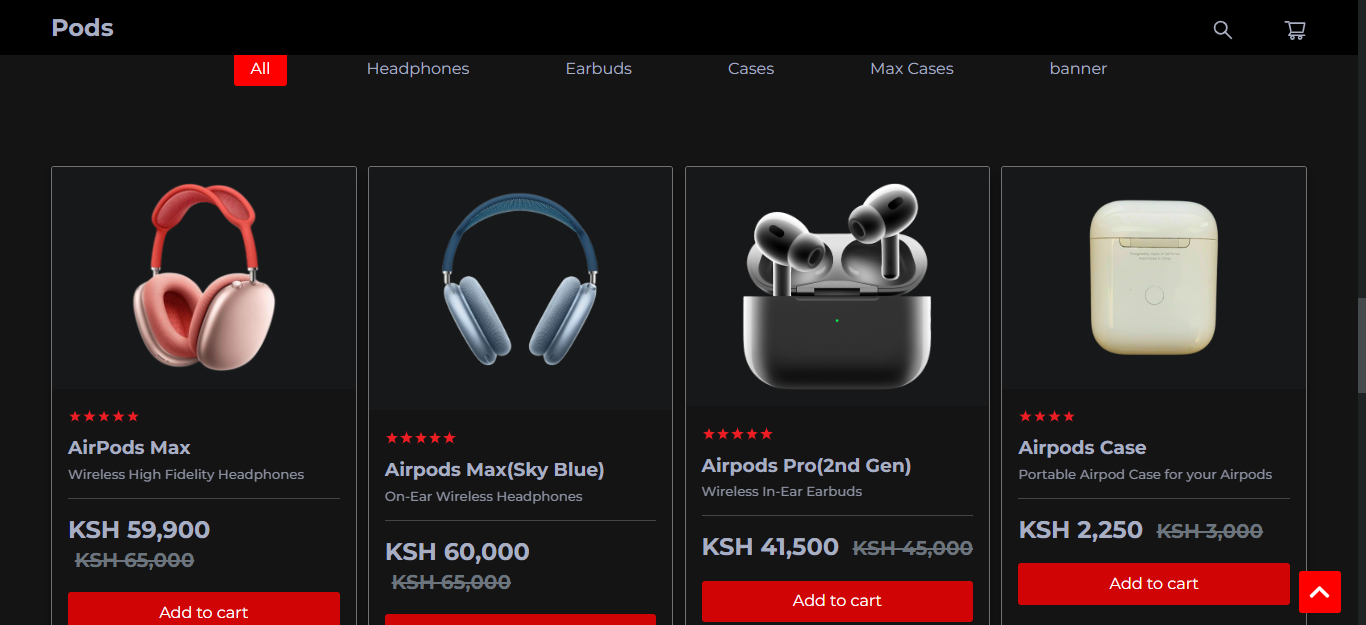 Pods
All
Headphones
Earbuds
Cases
Max Cases
banner
AirPods Max
Wireless High Fidelity Headphones
KSH 59,900
KSH 65,000
Add to cart
Airpods Max(Sky Blue)
On-Ear Wireless Headphones
KSH 60,000
KSH 65,000
Airpods Pro(2nd Gen)
Wireless In-Ear Earbuds
KSH 41,500 KSH 45,000
Add to cart
Airpods Case
Portable Airpod Case for your Airpods
KSH 2,250 KSH 3,000
Add to cart